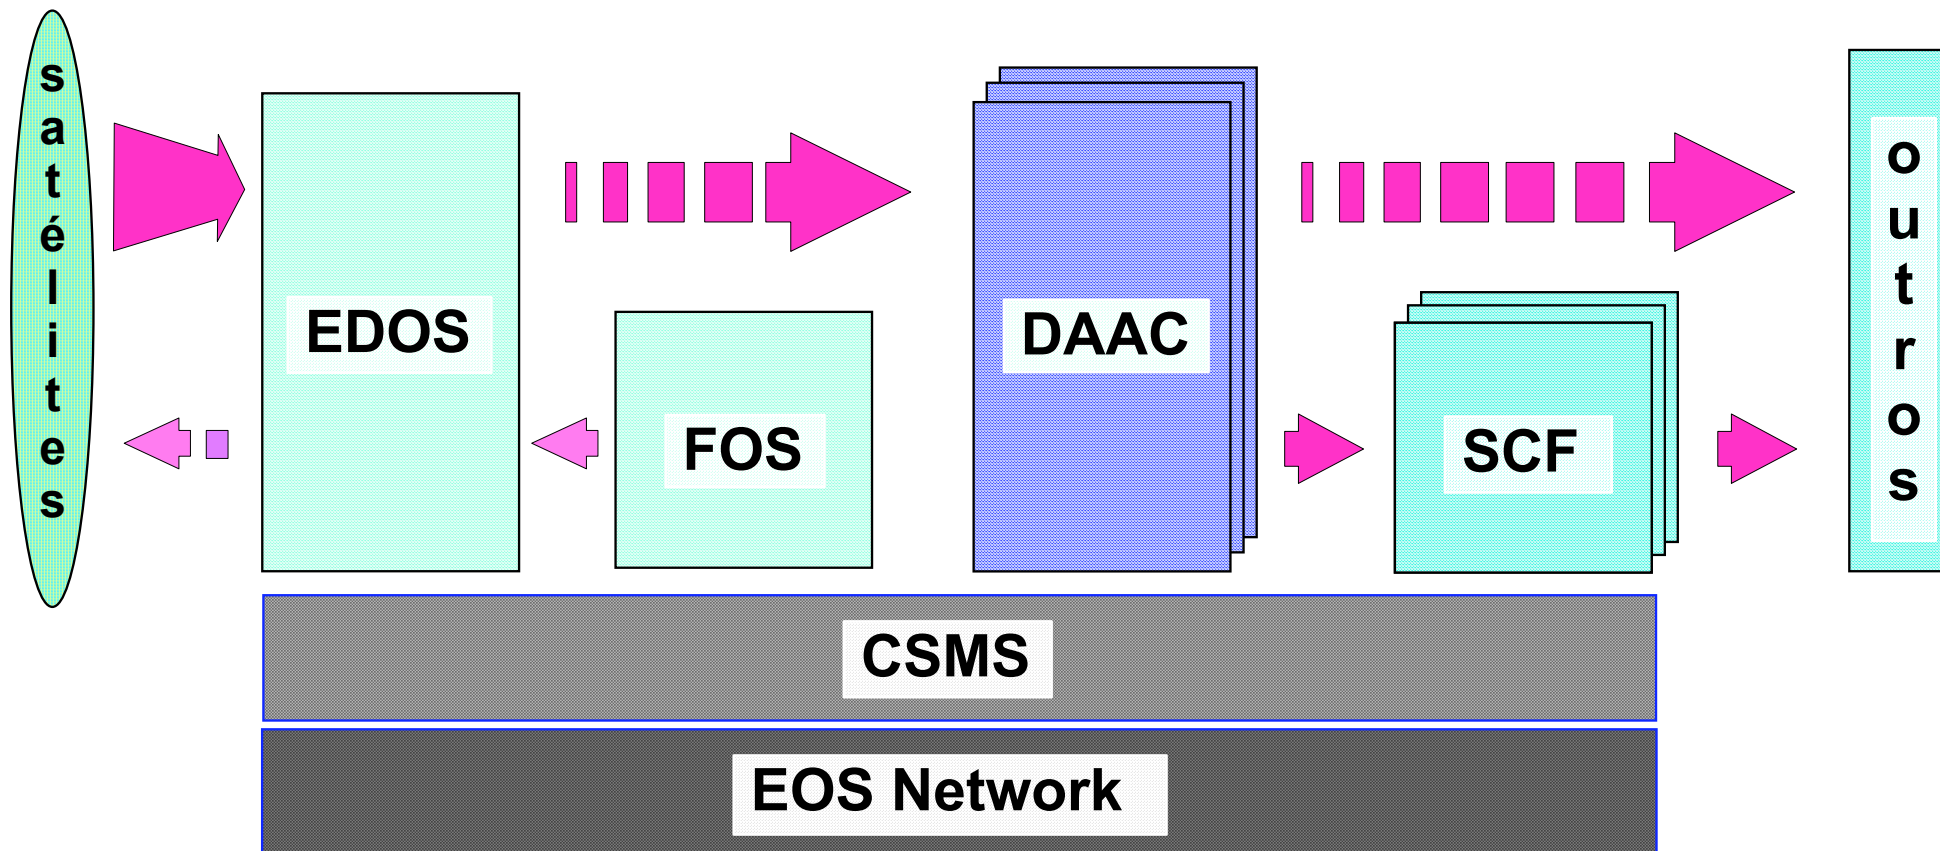 satélites
EDOS
FOS
DAAC
SCF
outros
CSMS
EOS Network